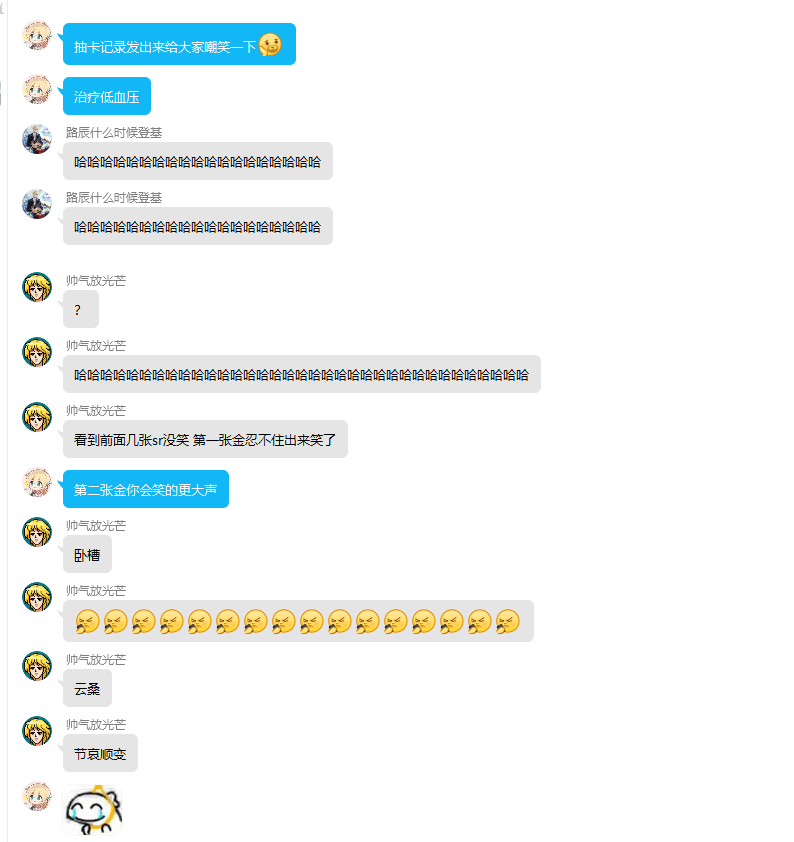 抽卡记录发出来给大家嘲笑一下
治疗低血压
路辰什么时候登基
哈哈哈哈哈哈哈哈哈哈哈哈哈哈哈哈哈哈哈
路辰什么时候登基
哈哈哈哈哈哈哈哈哈哈哈哈哈哈哈哈哈哈哈
帅气放光芒
?
帅气放光芒
哈哈哈哈哈哈哈哈哈哈哈哈哈哈哈哈哈哈哈哈哈哈哈哈哈哈哈哈哈哈哈哈哈哈哈
帅气放光芒
看到前面几张sr没笑 第一张金忍不住出来笑了
第二张金你会笑的更大声
帅气放光芒
卧槽
帅气放光芒
帅气放光芒
云桑
帅气放光芒
节哀顺变